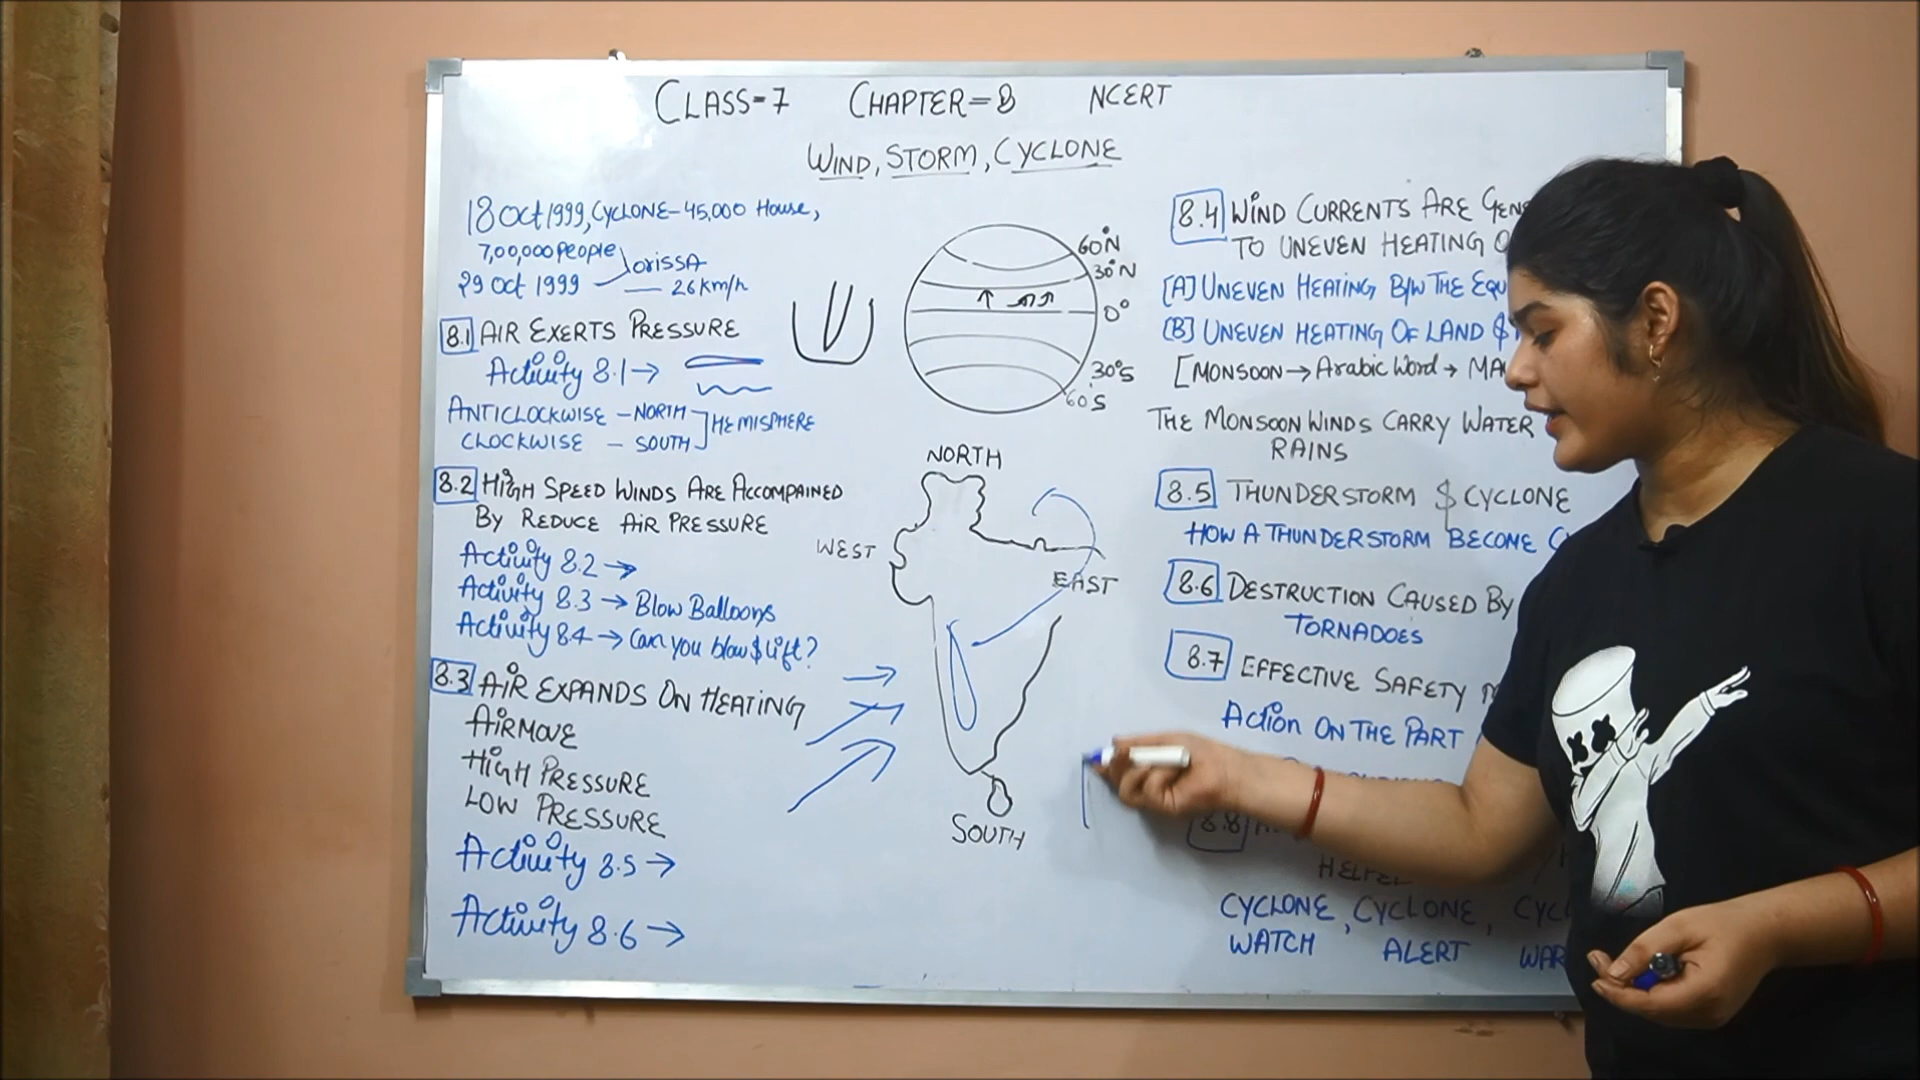 CLASS-7 CHAPTER=8 NCERT
WIND, STORM, CYCLONE
18 Oct 1999, CYCLONE-45,000 House,
7,00,000 people
29 Oct 1999
orissA
26 km/h
8.1 AIR EXERTS PRESSURE
Activity 8.1→
ANTICLOCKWISE - NORTH
CLOCKWISE - SOUTH
HEMISPHERE
8.2 HIGH SPEED WINDS ARE ACCOMPAINED
BY REDUCE AIR PRESSURE
Activity 8.2→
Activity 8.3→ Blow Balloons
Activity 8.4→ Can you blow & lift?
8.3 AIR EXPANDS ON HEATING
AIR MOVE
HIGH PRESSURE
LOW PRESSURE
Activity 8.5→
Activity 8.6→
60°N
30°N
0°
30°S
60°S
NORTH
WEST
EAST
SOUTH
8.4 WIND CURRENTS ARE GEN
TO UNEVEN HEATING O
[A] UNEVEN HEATING B/W THE EQU
[B] UNEVEN HEATING OF LAND &
[MONSOON→Arabic Word→ MA
THE MONSOON WINDS CARRY WATER
RAINS
8.5 THUNDERSTORM & CYCLONE
HOW A THUNDERSTORM BECOME C
8.6 DESTRUCTION CAUSED BY
TORNADOES
8.7 EFFECTIVE SAFETY M
Action ON THE PART
8.8
CYCLONE, CYCLONE, CYCL
WATCH ALERT WAR